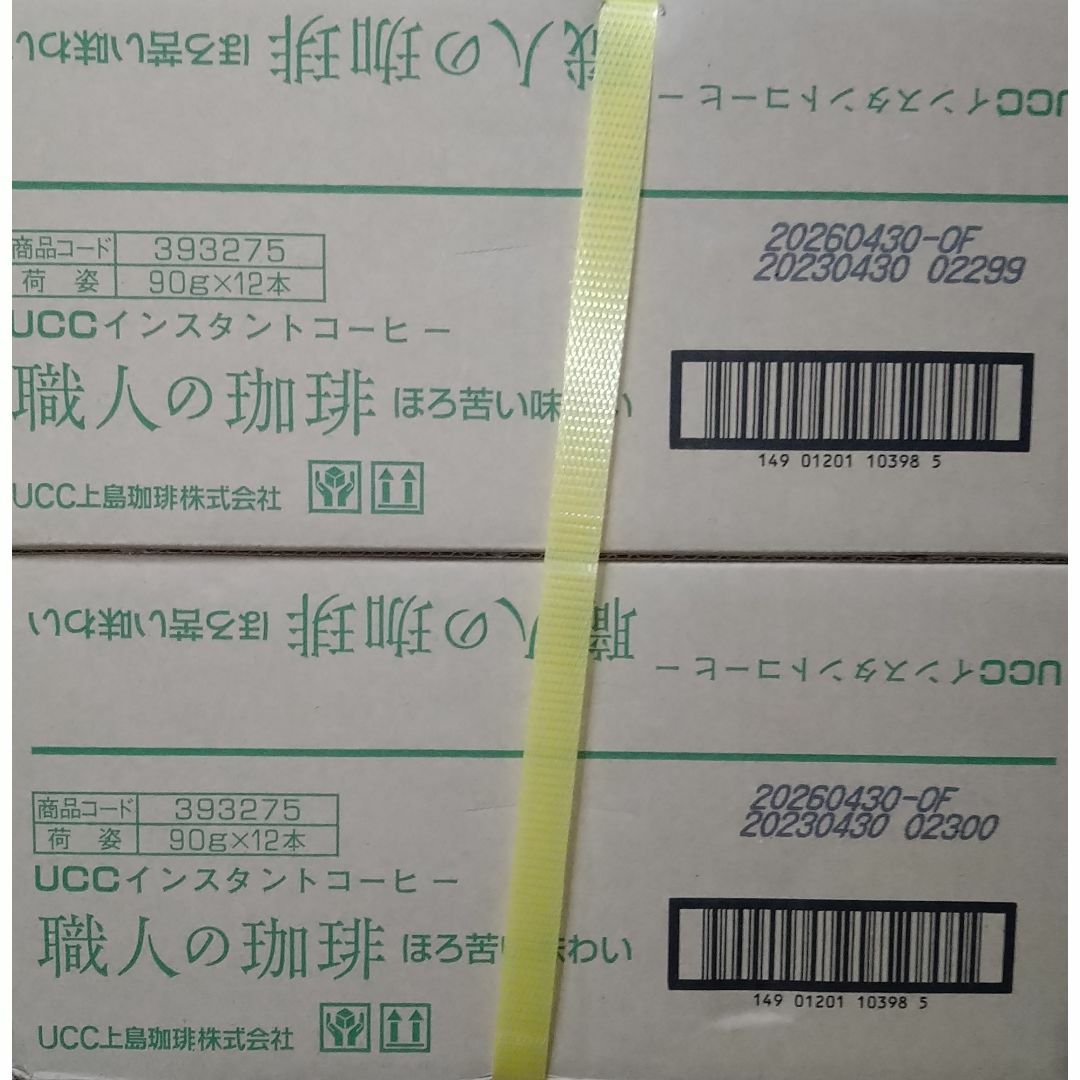 職人の珈琲 ほろ苦い味わい
UCCインスタントコーヒー
商品コード 393275
荷姿 90g×12本
UCCインスタントコーヒー
職人の珈琲 ほろ苦い味わい
UCC上島珈琲株式会社
20260430-0F
20230430 02299
149 01201 10398 5
職人の珈琲 ほろ苦い味わい
UCCインスタントコーヒー
商品コード 393275
荷姿 90g×12本
UCCインスタントコーヒー
職人の珈琲 ほろ苦い味わい
UCC上島珈琲株式会社
20260430-0F
20230430 02300
149 01201 10398 5